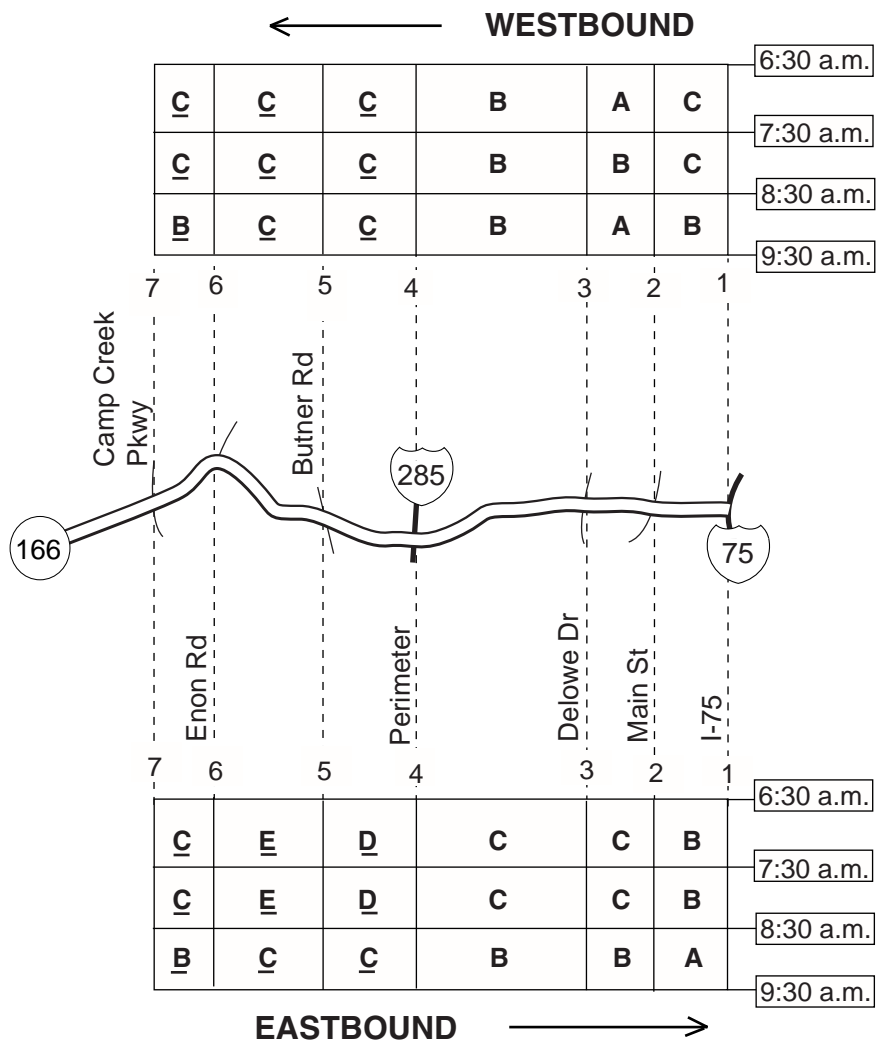 WESTBOUND
6:30 a.m.
C C C B A C
7:30 a.m.
C C C B B C
8:30 a.m.
B C C B A B
9:30 a.m.
7 6 5 4 3 2 1
Camp Creek
Pkwy
Butner Rd
285
166
75
Enon Rd
Perimeter
Delowe Dr
Main St
I-75
7 6 5 4 3 2 1
6:30 a.m.
C E D C C B
7:30 a.m.
C E D C C B
8:30 a.m.
B C C B B A
9:30 a.m.
EASTBOUND